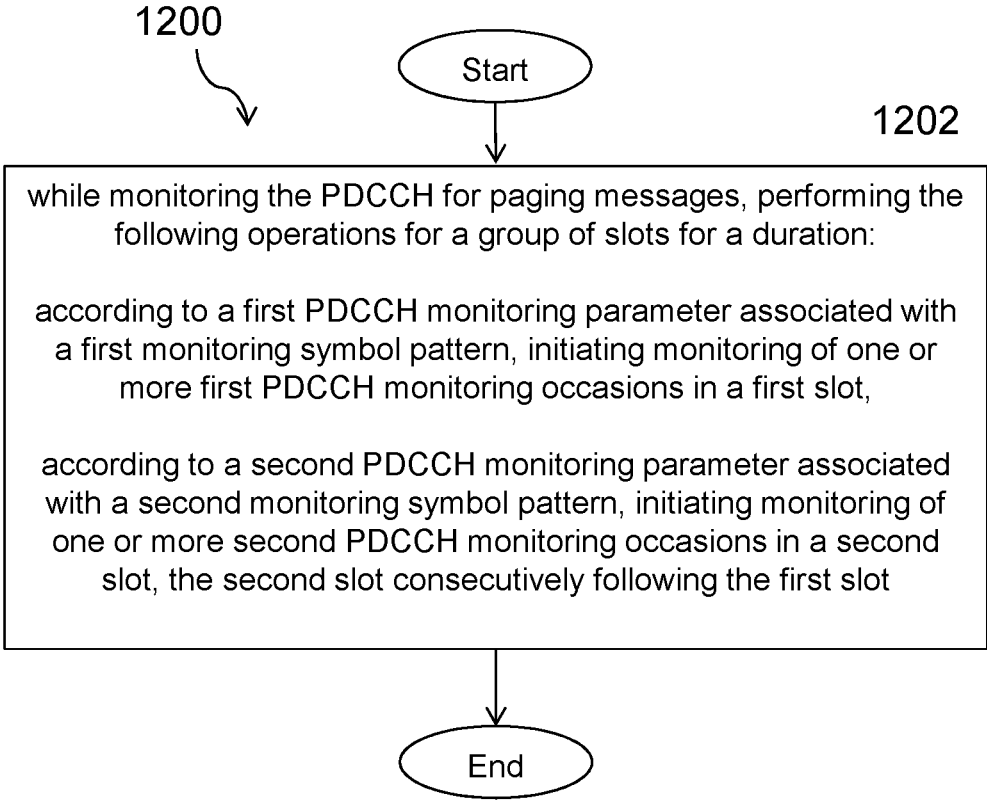 1200
Start
1202
while monitoring the PDCCH for paging messages, performing the
following operations for a group of slots for a duration:
according to a first PDCCH monitoring parameter associated with
a first monitoring symbol pattern, initiating monitoring of one or
more first PDCCH monitoring occasions in a first slot,
according to a second PDCCH monitoring parameter associated
with a second monitoring symbol pattern, initiating monitoring of
one or more second PDCCH monitoring occasions in a second
slot, the second slot consecutively following the first slot
End